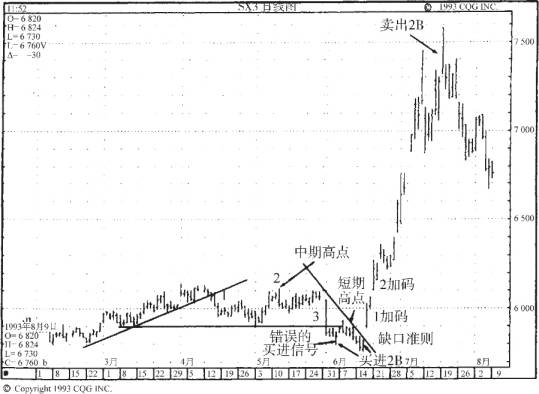 11:52
SX3 日线图
© 1993 CQG INC.
O= 6 820
H= 6 824
L= 6 730
L= 6 760V
Δ= -30
卖出2B
7 500
7 000
6 500
6 000
中期高点
2
短期
高点
3
2加码
1加码
缺口准则
错误的
买进信号
买进2B
1993年8月9日
O= 6 820
H= 6 824
L= 6 730
C= 6 760 b
3月
4月
5月
6月
7月
8月
1 8 15 22 1 8 15 22 29 5 12 19 26 3 10 17 24 1 7 14 21 28 6 12 19 26 2 9
© Copyright 1993 CQG INC.